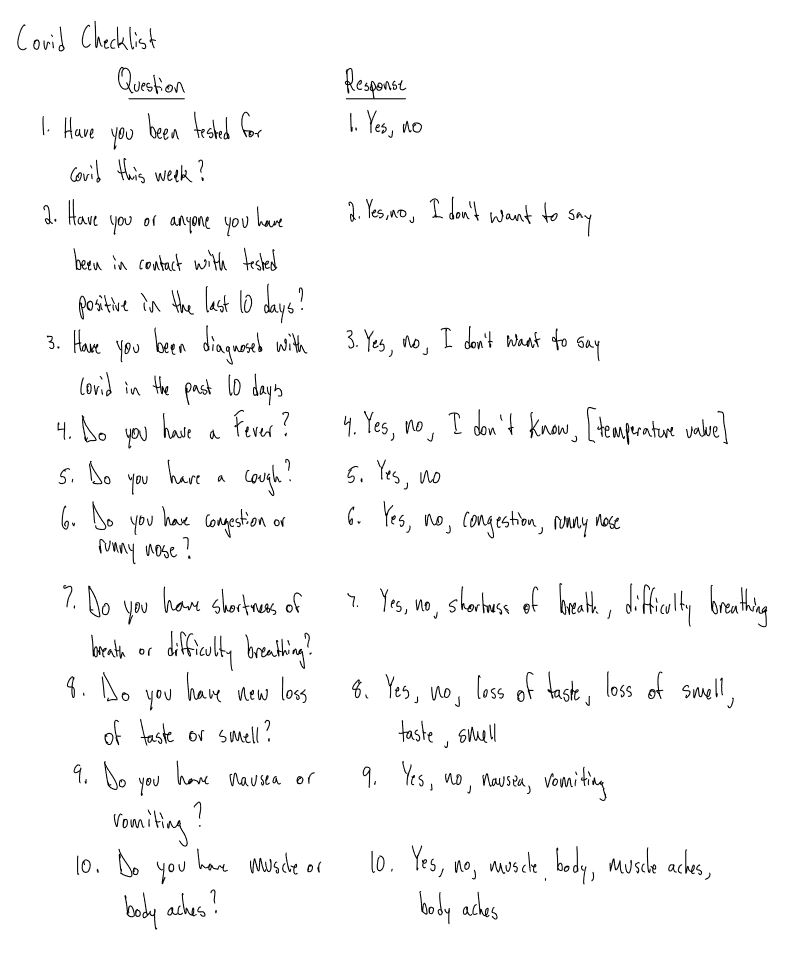 Covid Checklist
Question Response
1. Have you been tested for 1. Yes, no
covid this week?
2. Have you or anyone you have 2. Yes, no, I don't want to say
been in contact with tested
positive in the last 10 days?
3. Have you been diagnosed with 3. Yes, no, I don't want to say
Covid in the past 10 days
4. Do you have a Fever? 4. Yes, no, I don't know, [temperature value]
5. Do you have a cough? 5. Yes, no
6. Do you have congestion or 6. Yes, no, congestion, runny nose
runny nose?
7. Do you have shortness of 7. Yes, no, shortness of breath, difficulty breathing
breath or difficulty breathing?
8. Do you have new loss 8. Yes, no, loss of taste, loss of smell,
of taste or smell? taste, smell
9. Do you have nausea or 9. Yes, no, nausea, vomiting
vomiting?
10. Do you have muscle or 10. Yes, no, muscle, body, muscle aches,
body aches? body aches